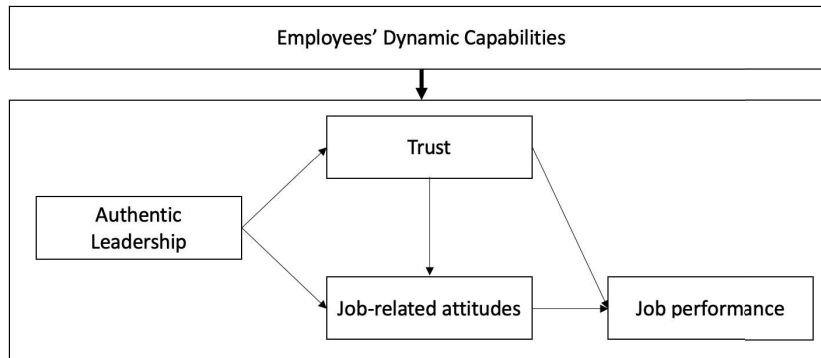 Employees’ Dynamic Capabilities
Trust
Authentic
Leadership
Job-related attitudes
Job performance